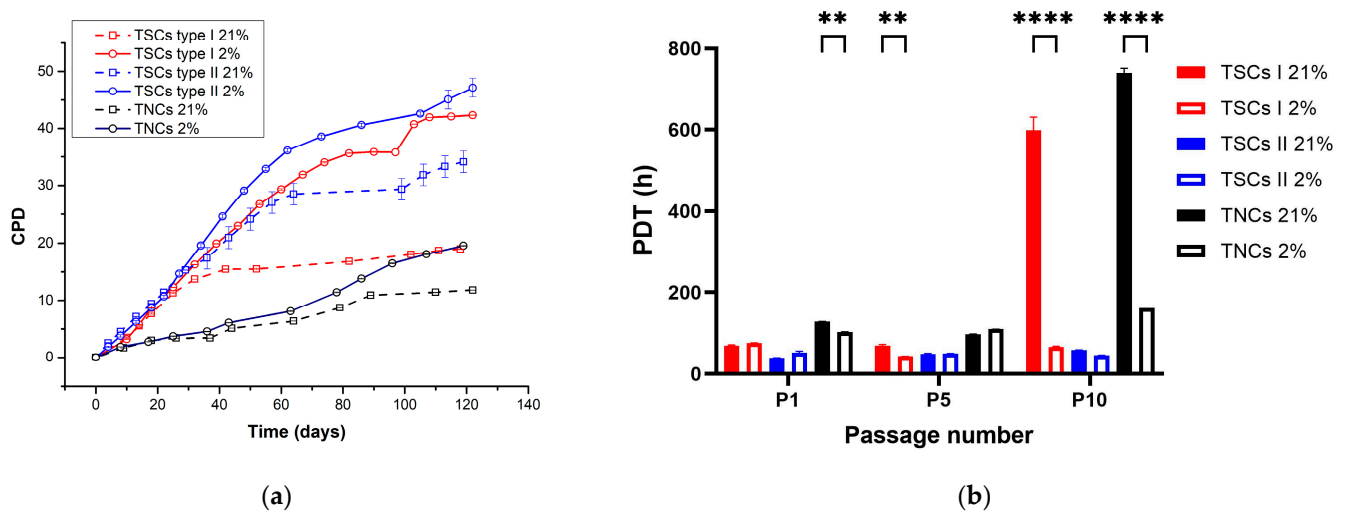 TSCs type I 21%
TSCs type I 2%
TSCs type II 21%
TSCs type II 2%
TNCs 21%
TNCs 2%
CPD
50
40
30
20
10
0
0 20 40 60 80 100 120 140
Time (days)
(a)
** ** **** ****
PDT (h)
800
600
400
200
0
P1 P5 P10
Passage number
TSCs I 21%
TSCs I 2%
TSCs II 21%
TSCs II 2%
TNCs 21%
TNCs 2%
(b)